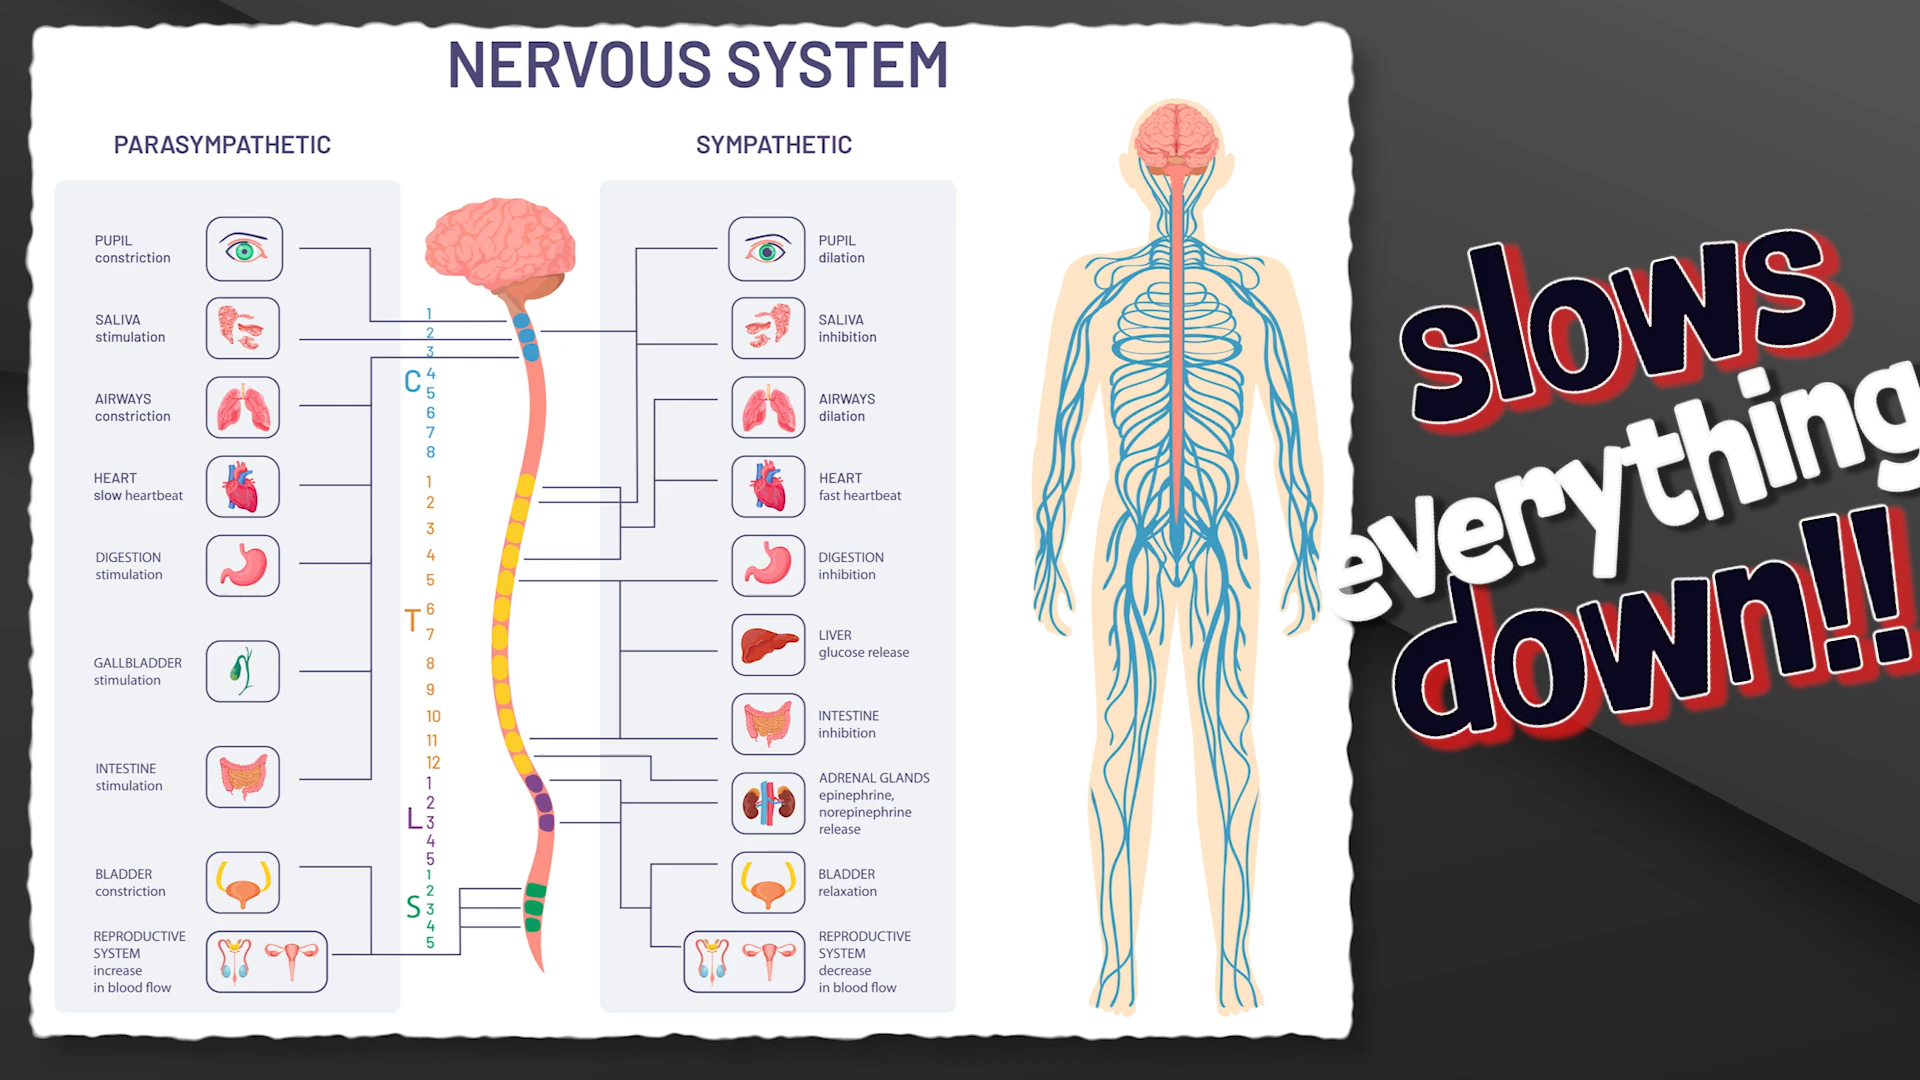 NERVOUS SYSTEM
PARASYMPATHETIC
PUPIL
constriction
SALIVA
stimulation
AIRWAYS
constriction
HEART
slow heartbeat
DIGESTION
stimulation
GALLBLADDER
stimulation
INTESTINE
stimulation
BLADDER
constriction
REPRODUCTIVE
SYSTEM
increase
in blood flow
C
1
2
3
4
5
6
7
8
T
1
2
3
4
5
6
7
8
9
10
11
12
L
1
2
3
4
5
S
1
2
3
4
5
SYMPATHETIC
PUPIL
dilation
SALIVA
inhibition
AIRWAYS
dilation
HEART
fast heartbeat
DIGESTION
inhibition
LIVER
glucose release
INTESTINE
inhibition
ADRENAL GLANDS
epinephrine,
norepinephrine
release
BLADDER
relaxation
REPRODUCTIVE
SYSTEM
decrease
in blood flow
slows
everything
down!!